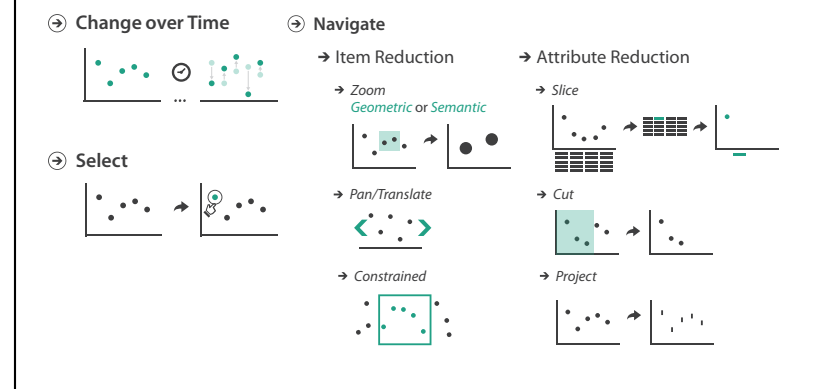 Change over Time
...
Select
Navigate
Item Reduction
Zoom
Geometric or Semantic
Pan/Translate
Constrained
Attribute Reduction
Slice
Cut
Project